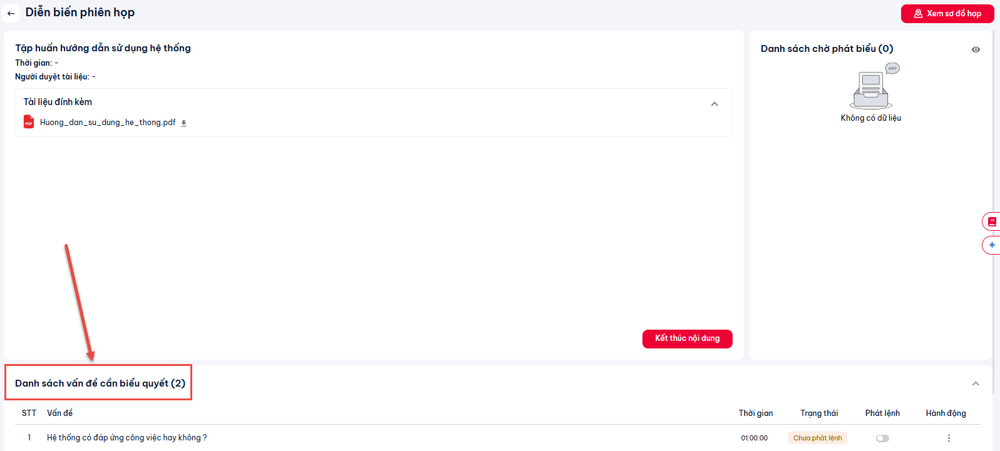 Diễn biến phiên họp
Xem sơ đồ họp
Tập huấn hướng dẫn sử dụng hệ thống
Thời gian: -
Người duyệt tài liệu: -
Tài liệu đính kèm
PDF
Huong_dan_su_dung_he_thong.pdf
Kết thúc nội dung
Danh sách chờ phát biểu (0)
Không có dữ liệu
Danh sách vấn đề cần biểu quyết (2)
STT Vấn đề Thời gian Trạng thái Phát lệnh Hành động
1 Hệ thống có đáp ứng công việc hay không ? 01:00:00 Chưa phát lệnh